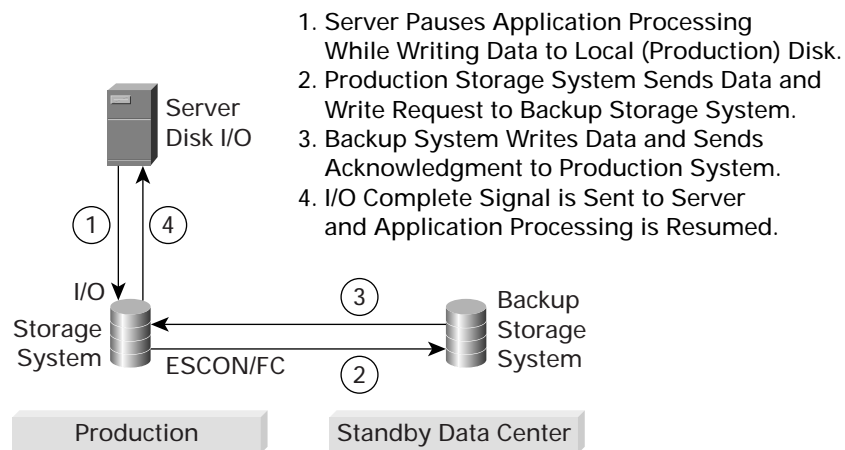 1. Server Pauses Application Processing
While Writing Data to Local (Production) Disk.
2. Production Storage System Sends Data and
Write Request to Backup Storage System.
3. Backup System Writes Data and Sends
Acknowledgment to Production System.
4. I/O Complete Signal is Sent to Server
and Application Processing is Resumed.
Server
Disk I/O
1
4
I/O
Storage
System
3
ESCON/FC
2
Backup
Storage
System
Production
Standby Data Center